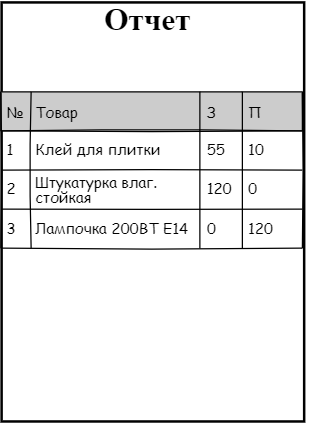 Отчет
№ Товар З П
1 Клей для плитки 55 10
2 Штукатурка влаг. стойкая 120 0
3 Лампочка 200ВТ Е14 0 120